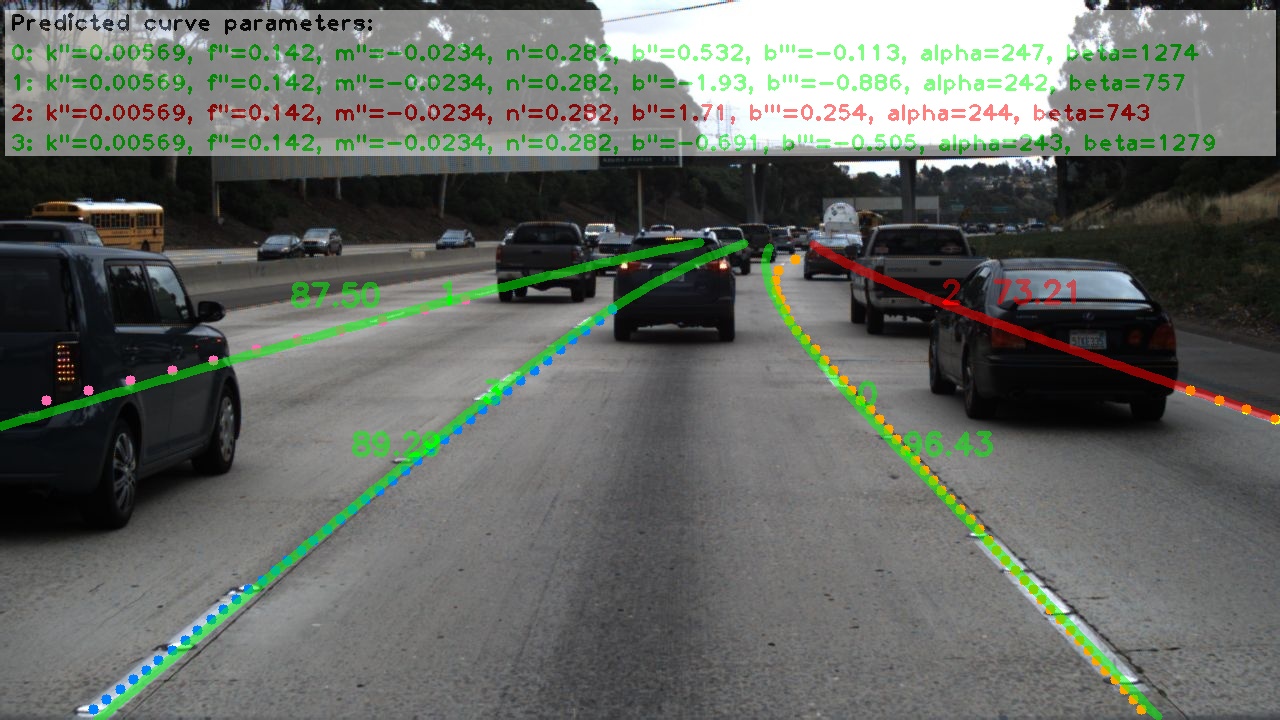 Predicted curve parameters:
0: k''=0.00569, f''=0.142, m''=-0.0234, n'=0.282, b''=0.532, b'''=-0.113, alpha=247, beta=1274
1: k''=0.00569, f''=0.142, m''=-0.0234, n'=0.282, b''=-1.93, b'''=-0.886, alpha=242, beta=757
2: k''=0.00569, f''=0.142, m''=-0.0234, n'=0.282, b''=1.71, b'''=0.254, alpha=244, beta=743
3: k''=0.00569, f''=0.142, m''=-0.0234, n'=0.282, b''=-0.691, b'''=-0.505, alpha=243, beta=1279
87.50 1
2 73.21
0
89.29
96.43